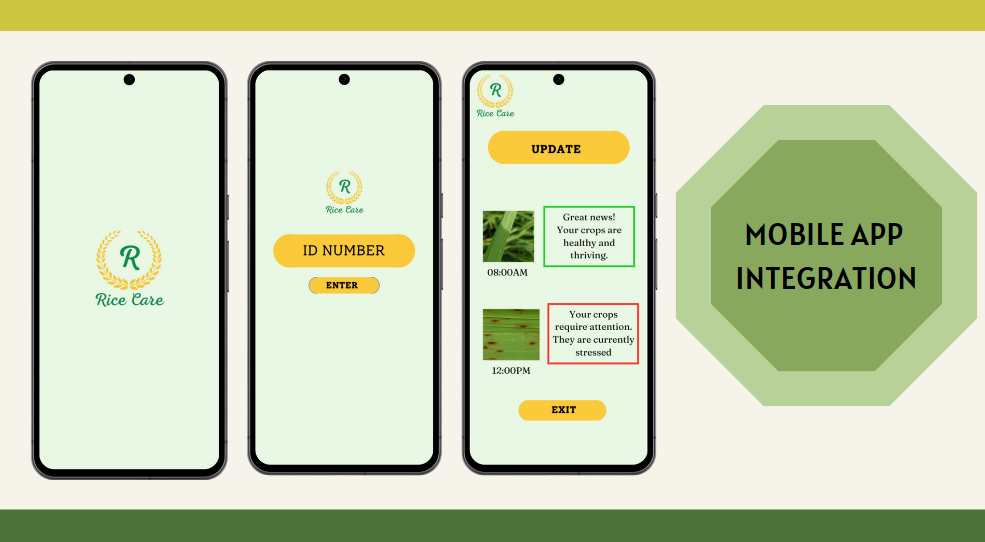 R
Rice Care
R
Rice Care
ID NUMBER
ENTER
R
Rice Care
UPDATE
Great news!
Your crops are
healthy and
thriving.
08:00AM
Your crops
require attention.
They are currently
stressed
12:00PM
EXIT
MOBILE APP
INTEGRATION